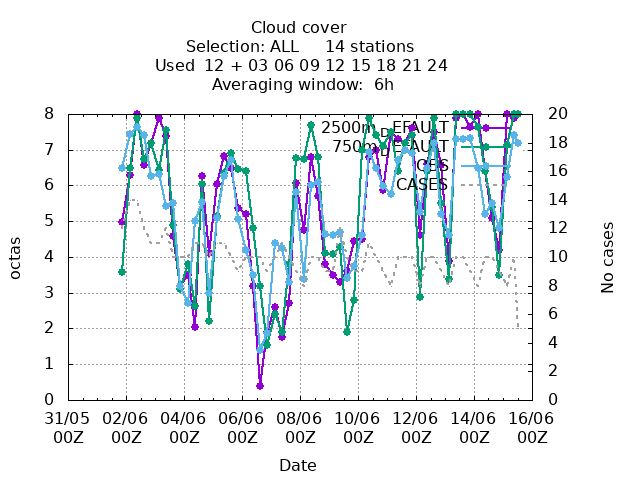 Cloud cover
Selection: ALL 14 stations
Used 12 + 03 06 09 12 15 18 21 24
Averaging window: 6h
8
7
6
5
4
3
2
1
0
octas
20
18
16
14
12
10
8
6
4
2
0
No cases
2500m_DEFAULT
750m_DEFAULT
OBS
CASES
31/05 02/06 04/06 06/06 08/06 10/06 12/06 14/06 16/06
00Z 00Z 00Z 00Z 00Z 00Z 00Z 00Z 00Z
Date